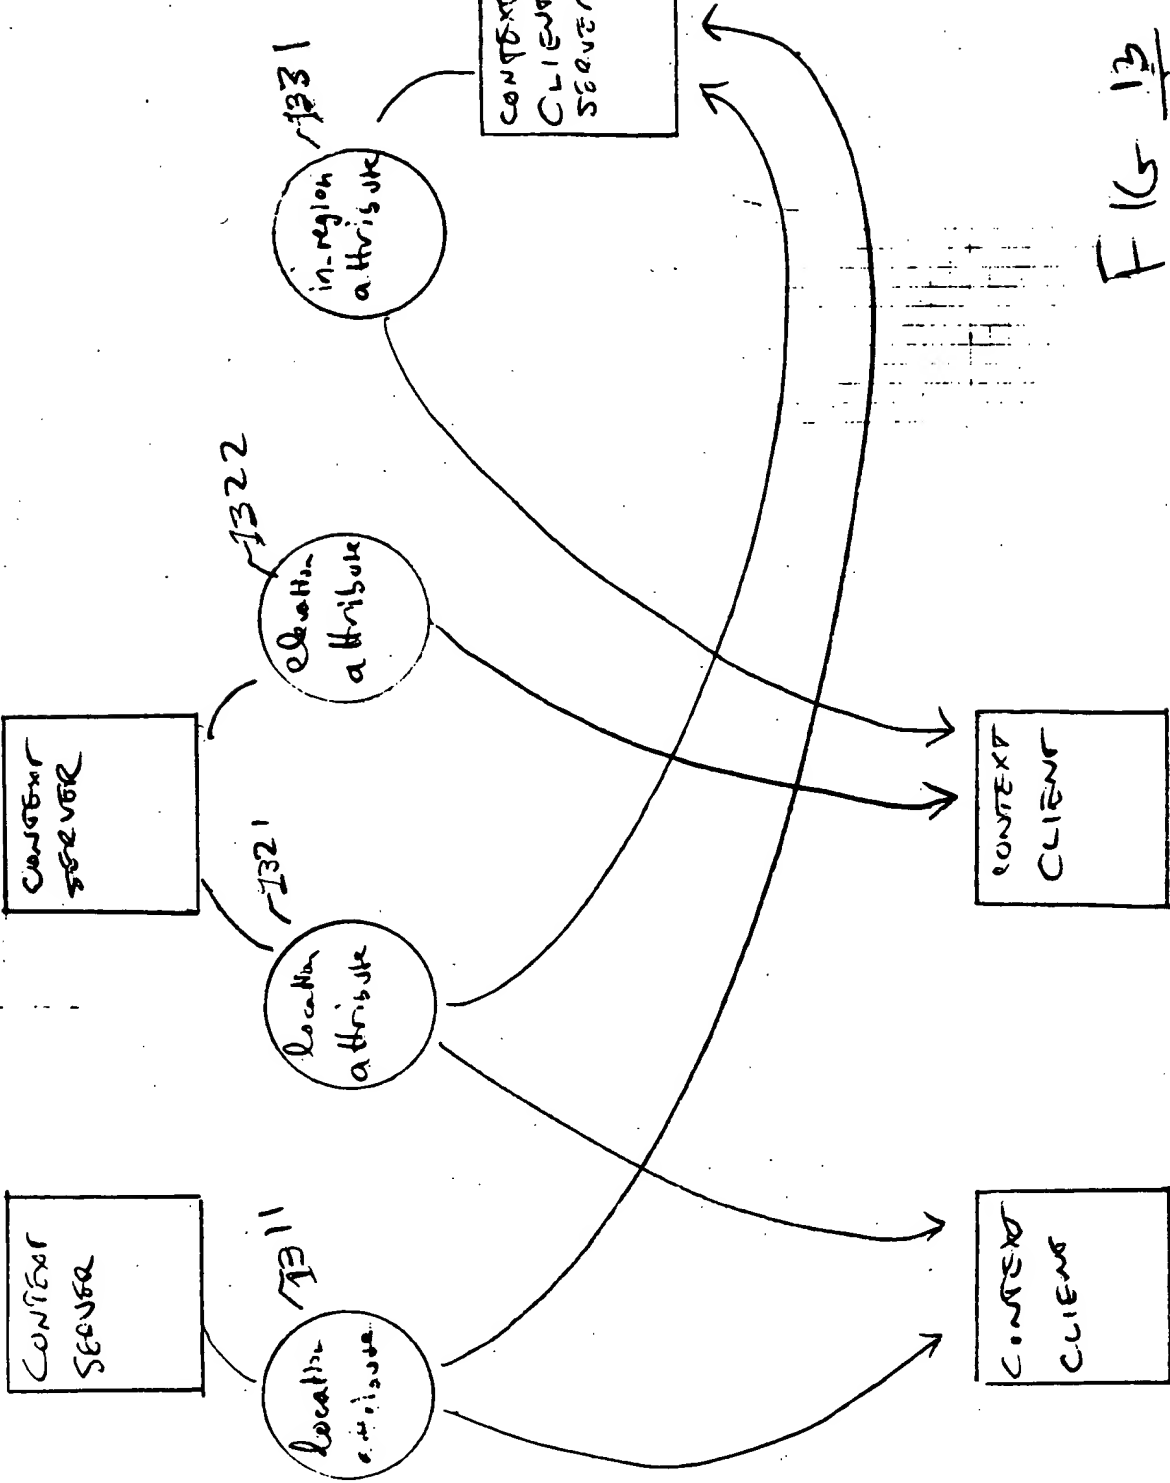 CONTEXT
SERVER
CONTEXT
SERVER
1311
location
attribute
1321
location
attribute
1322
elevation
attribute
1331
in-region
attribute
CONTEXT
CLIENT
SERVER
CONTEXT
CLIENT
CONTEXT
CLIENT
FIG 13